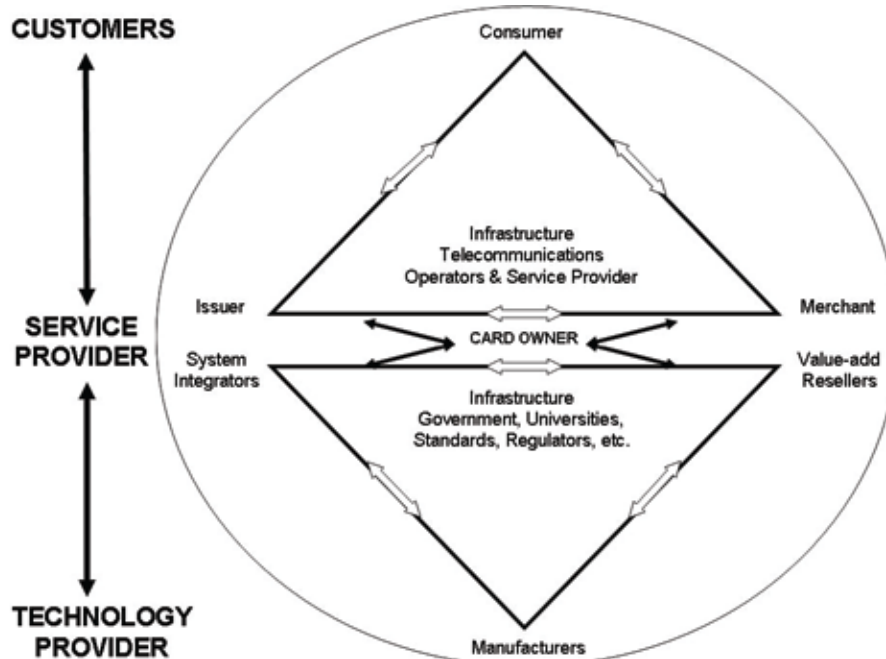 CUSTOMERS
Consumer
Infrastructure
Telecommunications
Operators & Service Provider
Issuer
Merchant
SERVICE
PROVIDER
CARD OWNER
System
Integrators
Value-add
Resellers
Infrastructure
Government, Universities,
Standards, Regulators, etc.
TECHNOLOGY
PROVIDER
Manufacturers